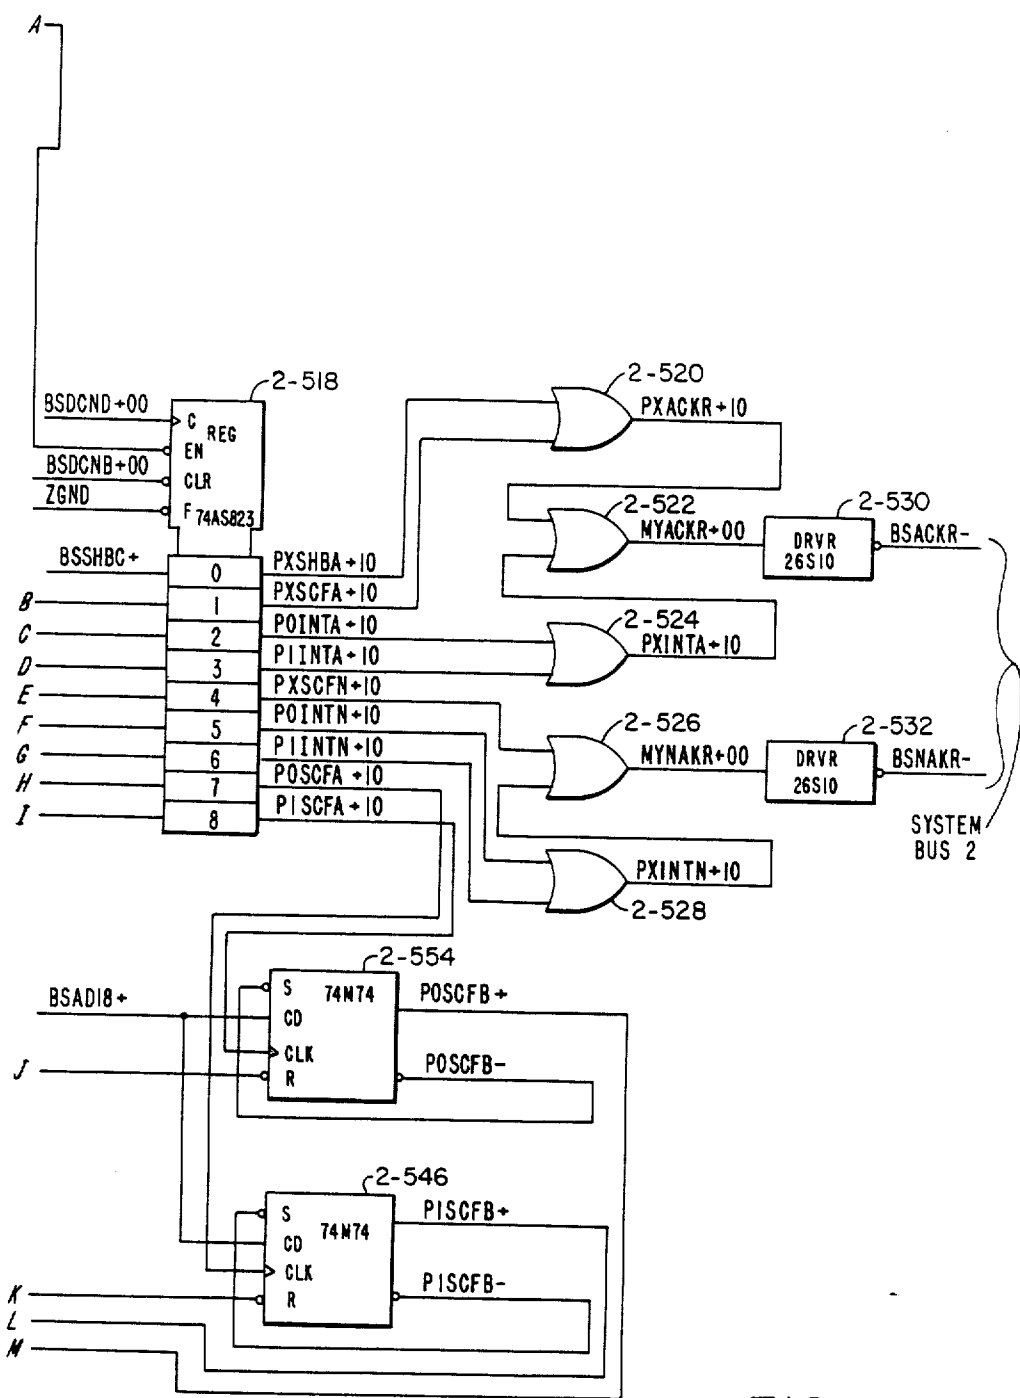 A
2-518
BSDCND+00
C
REG
EN
BSDCNB+00
CLR
ZGND
F
74AS823
BSSHBC+
0
PXSHBA+10
B
1
PXSCFA+10
C
2
POINTA+10
D
3
PIINTA+10
E
4
PXSCFN+10
F
5
POINTN+10
G
6
PIINTN+10
H
7
POSCFA+10
I
8
PISCFA+10
2-520
PXACKR+10
2-522
MYACKR+00
2-530
DRVR
26S10
BSACKR-
2-524
PXINTA+10
2-526
MYNAKR+00
2-532
DRVR
26S10
BSNAKR-
SYSTEM
BUS 2
PXINTN+10
2-528
2-554
S
74M74
POSCFB+
BSAD18+
CD
CLK
POSCFB-
J
R
2-546
S
74M74
PISCFB+
CD
CLK
PISCFB-
K
R
L
M